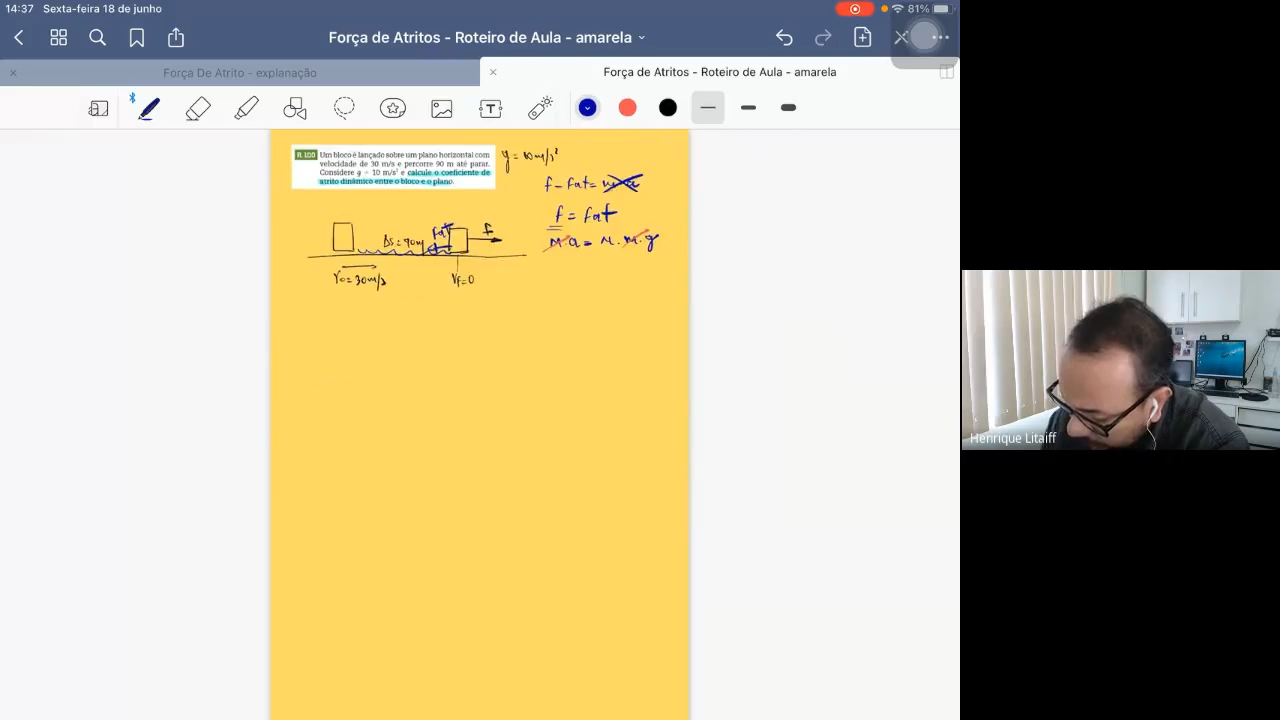 14:37 Sexta-feira 18 de junho
81%
Força de Atritos - Roteiro de Aula - amarela
Força De Atrito - explanação
Força de Atritos - Roteiro de Aula - amarela
R.100 Um bloco é lançado sobre um plano horizontal com
velocidade de 30 m/s e percorre 90 m até parar.
Considere g = 10 m/s² e calcule o coeficiente de
atrito dinâmico entre o bloco e o plano.
g = 10 m/s²
f - fat = m.a
f = fat
M.a = μ.m.g
fat
f
ΔS = 90m
V0 = 30m/s
Vf = 0
Henrique Litaiff